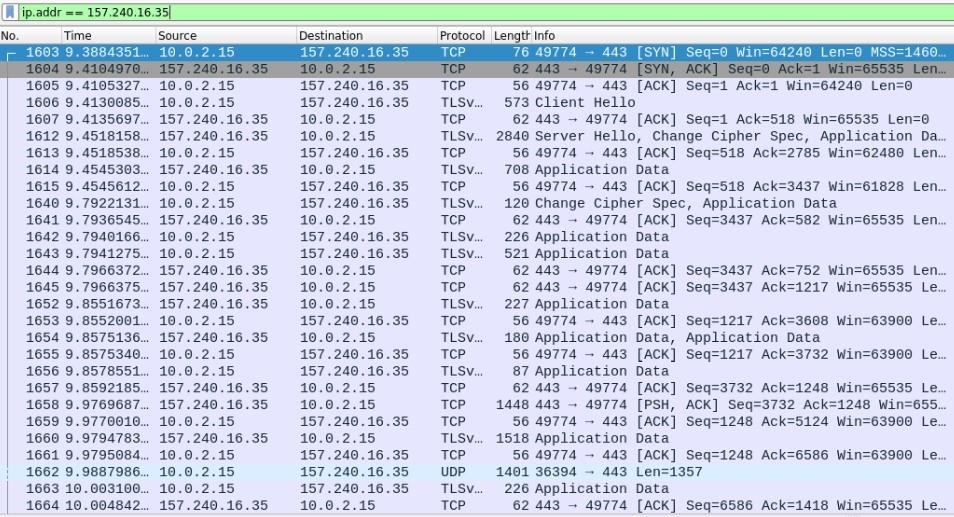 ip.addr == 157.240.16.35
No. Time Source Destination Protocol Length Info
1603 9.3884351… 10.0.2.15 157.240.16.35 TCP 76 49774 → 443 [SYN] Seq=0 Win=64240 Len=0 MSS=1460…
1604 9.4104970… 157.240.16.35 10.0.2.15 TCP 62 443 → 49774 [SYN, ACK] Seq=0 Ack=1 Win=65535 Len…
1605 9.4105327… 10.0.2.15 157.240.16.35 TCP 56 49774 → 443 [ACK] Seq=1 Ack=1 Win=64240 Len=0
1606 9.4130085… 10.0.2.15 157.240.16.35 TLSv… 573 Client Hello
1607 9.4135697… 157.240.16.35 10.0.2.15 TCP 62 443 → 49774 [ACK] Seq=1 Ack=518 Win=65535 Len=0
1612 9.4518158… 157.240.16.35 10.0.2.15 TLSv… 2840 Server Hello, Change Cipher Spec, Application Da…
1613 9.4518538… 10.0.2.15 157.240.16.35 TCP 56 49774 → 443 [ACK] Seq=518 Ack=2785 Win=62480 Len…
1614 9.4545303… 157.240.16.35 10.0.2.15 TLSv… 708 Application Data
1615 9.4545612… 10.0.2.15 157.240.16.35 TCP 56 49774 → 443 [ACK] Seq=518 Ack=3437 Win=61828 Len…
1640 9.7922131… 10.0.2.15 157.240.16.35 TLSv… 120 Change Cipher Spec, Application Data
1641 9.7936545… 157.240.16.35 10.0.2.15 TCP 62 443 → 49774 [ACK] Seq=3437 Ack=582 Win=65535 Len…
1642 9.7940166… 10.0.2.15 157.240.16.35 TLSv… 226 Application Data
1643 9.7941275… 10.0.2.15 157.240.16.35 TLSv… 521 Application Data
1644 9.7966372… 157.240.16.35 10.0.2.15 TCP 62 443 → 49774 [ACK] Seq=3437 Ack=752 Win=65535 Len…
1645 9.7966375… 157.240.16.35 10.0.2.15 TCP 62 443 → 49774 [ACK] Seq=3437 Ack=1217 Win=65535 Le…
1652 9.8551673… 157.240.16.35 10.0.2.15 TLSv… 227 Application Data
1653 9.8552001… 10.0.2.15 157.240.16.35 TCP 56 49774 → 443 [ACK] Seq=1217 Ack=3608 Win=63900 Le…
1654 9.8575136… 157.240.16.35 10.0.2.15 TLSv… 180 Application Data, Application Data
1655 9.8575340… 10.0.2.15 157.240.16.35 TCP 56 49774 → 443 [ACK] Seq=1217 Ack=3732 Win=63900 Le…
1656 9.8578551… 10.0.2.15 157.240.16.35 TLSv… 87 Application Data
1657 9.8592185… 157.240.16.35 10.0.2.15 TCP 62 443 → 49774 [ACK] Seq=3732 Ack=1248 Win=65535 Le…
1658 9.9769687… 157.240.16.35 10.0.2.15 TCP 1448 443 → 49774 [PSH, ACK] Seq=3732 Ack=1248 Win=655…
1659 9.9770010… 10.0.2.15 157.240.16.35 TCP 56 49774 → 443 [ACK] Seq=1248 Ack=5124 Win=63900 Le…
1660 9.9794783… 157.240.16.35 10.0.2.15 TLSv… 1518 Application Data
1661 9.9795084… 10.0.2.15 157.240.16.35 TCP 56 49774 → 443 [ACK] Seq=1248 Ack=6586 Win=63900 Le…
1662 9.9887986… 10.0.2.15 157.240.16.35 UDP 1401 36394 → 443 Len=1357
1663 10.003100… 10.0.2.15 157.240.16.35 TLSv… 226 Application Data
1664 10.004842… 157.240.16.35 10.0.2.15 TCP 62 443 → 49774 [ACK] Seq=6586 Ack=1418 Win=65535 Le…